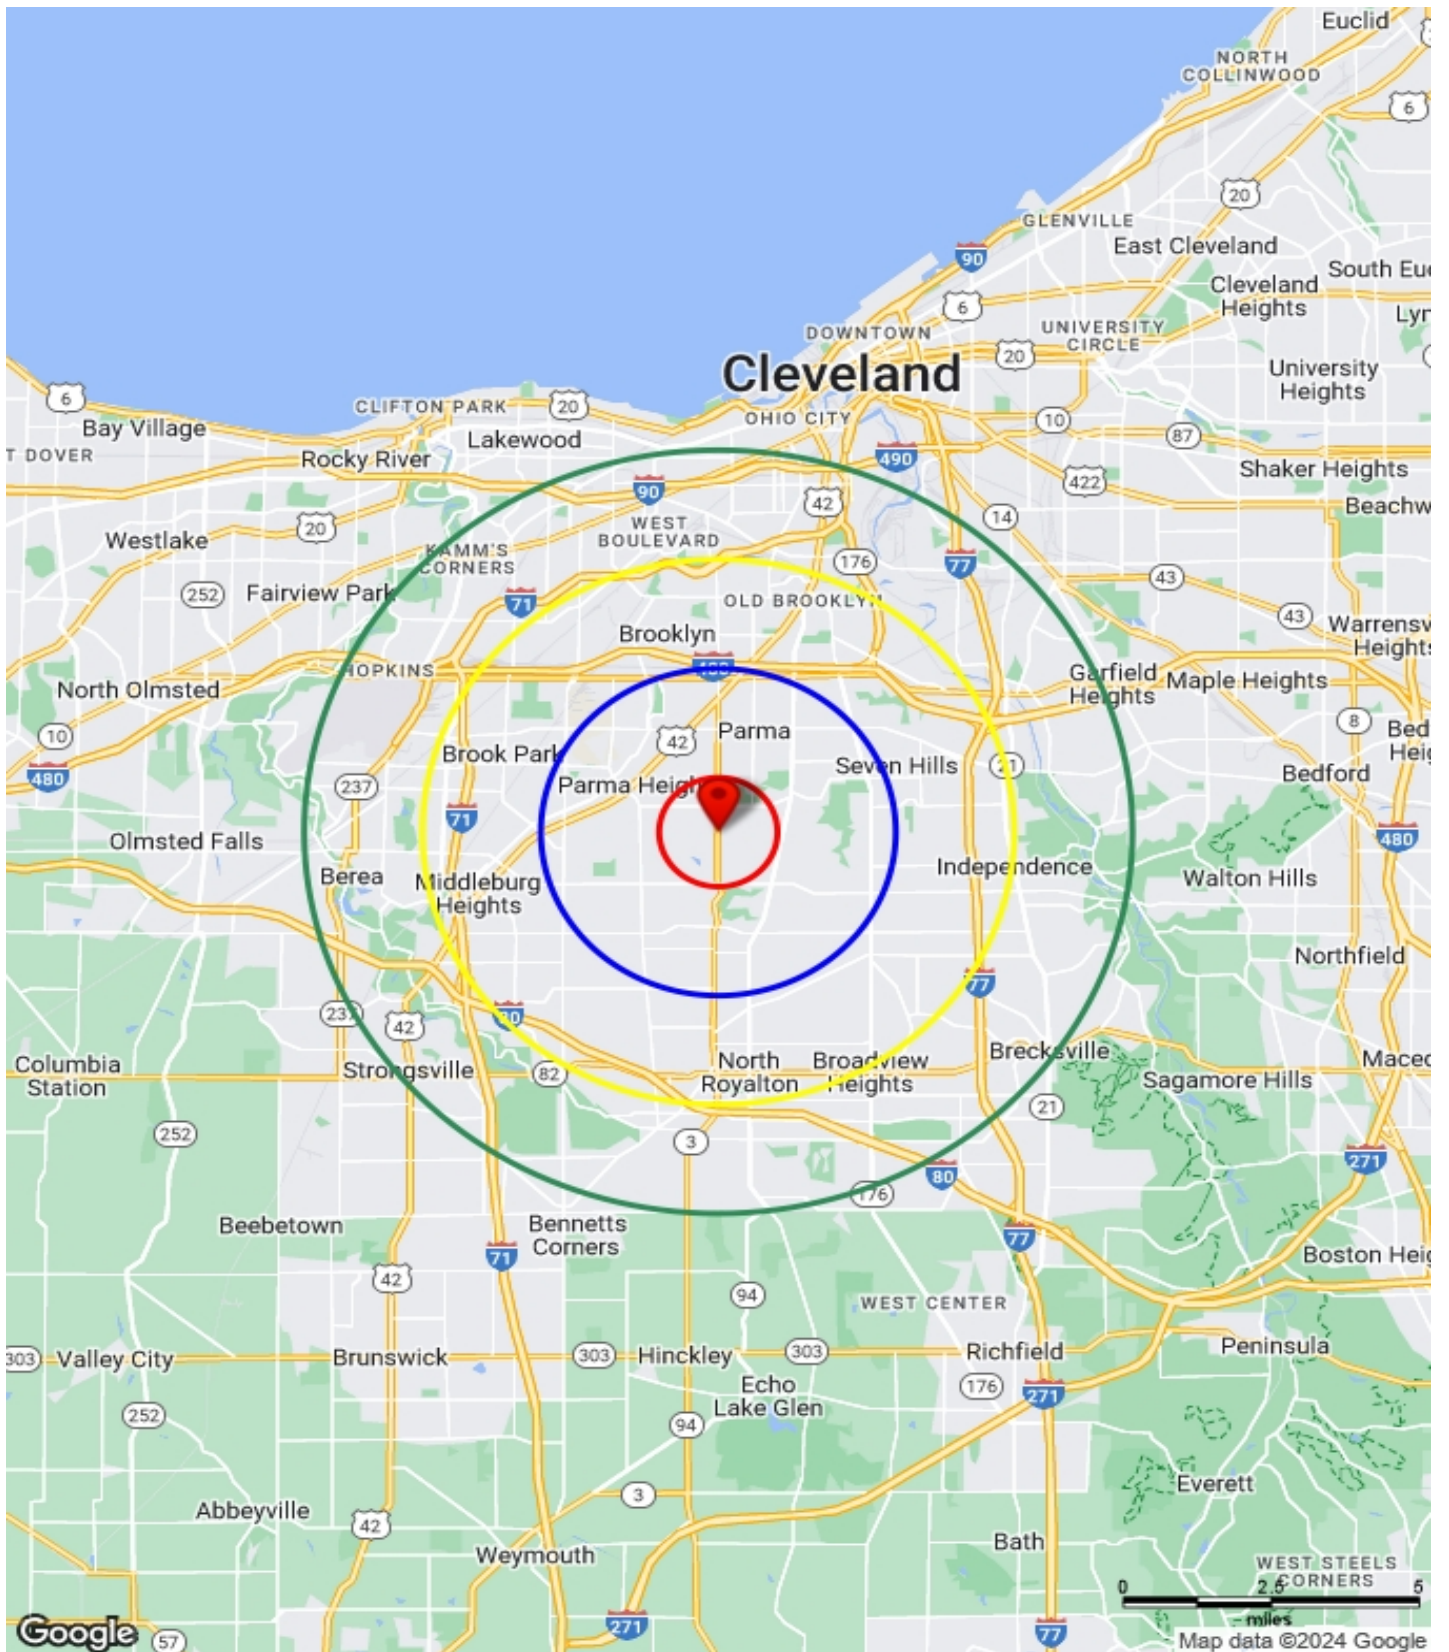 Euclid
NORTH
COLLINWOOD
6
20
GLENVILLE
East Cleveland
90
South Euc
Cleveland
Heights
6
Lyn
DOWNTOWN
UNIVERSITY
CIRCLE
20
Cleveland
University
Heights
6
CLIFTON PARK
20
OHIO CITY
10
Bay Village
Lakewood
87
T DOVER
Rocky River
490
Shaker Heights
90
42
422
Beachw
20
WEST
BOULEVARD
14
Westlake
KAMM'S
CORNERS
176
77
43
252
Fairview Park
71
OLD BROOKLYN
43
Brooklyn
Warrensv
Heights
480
HOPKINS
Garfield
Heights
Maple Heights
North Olmsted
10
42
Parma
8
Bed
Heig
480
Brook Park
Seven Hills
21
Bedford
237
Parma Heigh
71
480
Olmsted Falls
Independence
Berea
Middleburg
Heights
Walton Hills
Northfield
77
237
42
80
Columbia
Station
Strongsville
82
North
Royalton
Broadview
Heights
Brecksville
Maced
Sagamore Hills
21
252
3
271
80
176
Beebetown
Bennetts
Corners
77
71
Boston Heig
42
94
WEST CENTER
303
Valley City
Brunswick
303
Hinckley
303
Richfield
Peninsula
176
271
Echo
Lake Glen
252
94
Everett
3
Abbeyville
42
Bath
Weymouth
WEST STEELS
CORNERS
0 2.5 5
miles
271
77
57
Google
Map data ©2024 Google